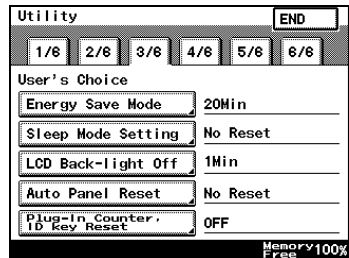 Utility
END
1/6 2/6 3/6 4/6 5/6 6/6
User's Choice
Energy Save Mode 20Min
Sleep Mode Setting No Reset
LCD Back-light Off 1Min
Auto Panel Reset No Reset
Plug-In Counter,
ID Key Reset OFF
Memory
Free 100%